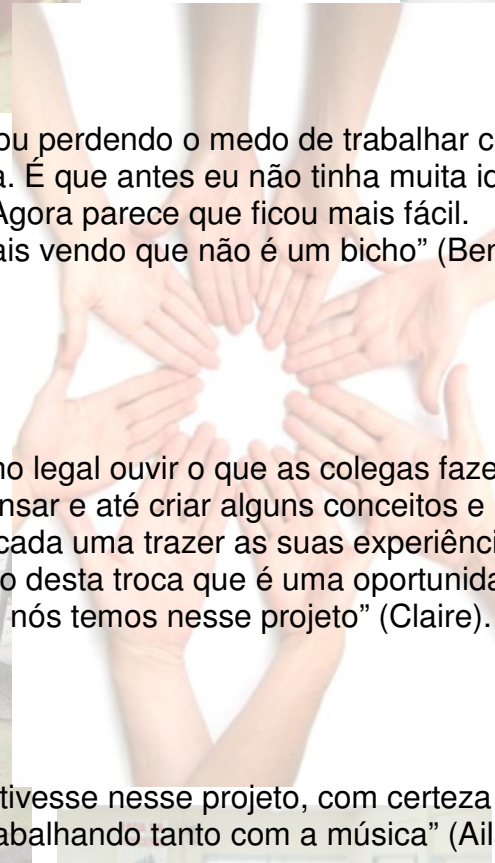 ou perdendo o medo de trabalhar c
a. É que antes eu não tinha muita id
Agora parece que ficou mais fácil.
ais vendo que não é um bicho” (Ber
no legal ouvir o que as colegas faze
nsar e até criar alguns conceitos e
cada uma trazer as suas experiênci
o desta troca que é uma oportunida
nós temos nesse projeto” (Claire).
tivesse nesse projeto, com certeza
abalhando tanto com a música” (Ail